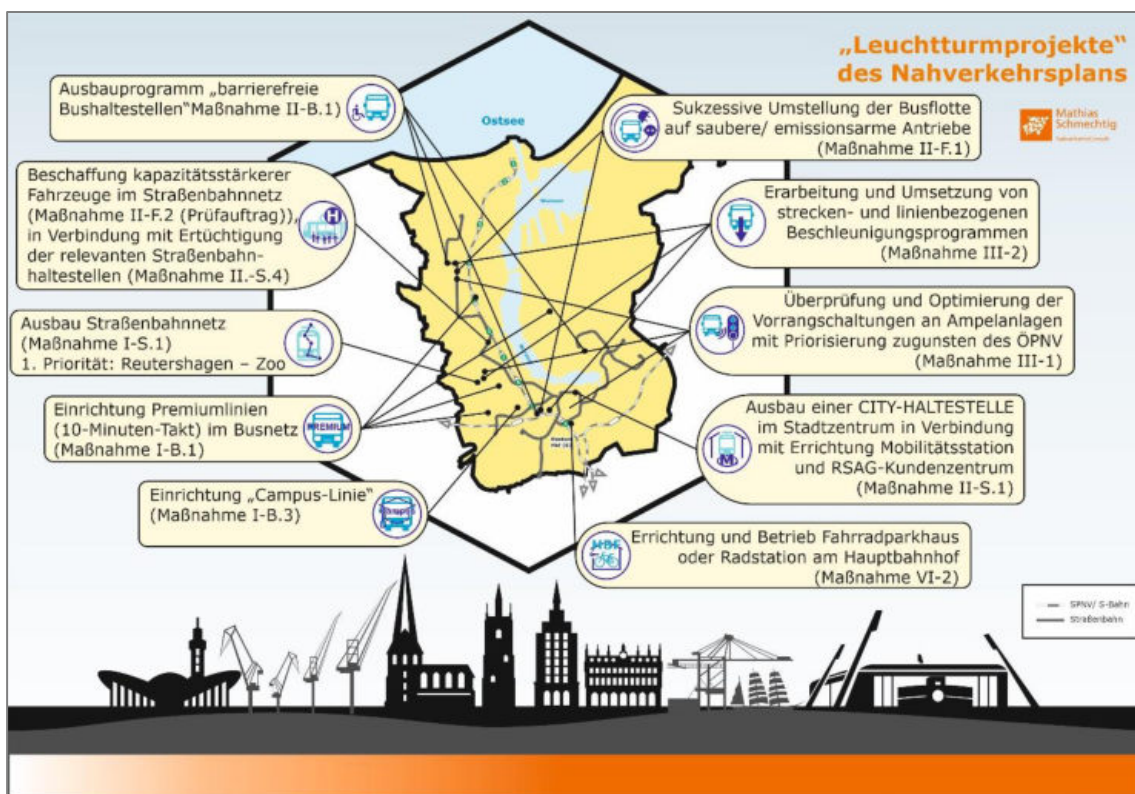 „Leuchtturmprojekte“
des Nahverkehrsplans
Mathias
Schmechtig
Ausbauprogramm „barrierefreie
Bushaltestellen“Maßnahme II-B.1)
Beschaffung kapazitätsstärkerer
Fahrzeuge im Straßenbahnnetz
(Maßnahme II-F.2 (Prüfauftrag)),
in Verbindung mit Ertüchtigung
der relevanten Straßenbahn-
haltestellen (Maßnahme II.-S.4)
H
Ausbau Straßenbahnnetz
(Maßnahme I-S.1)
1. Priorität: Reutershagen – Zoo
Einrichtung Premiumlinien
(10-Minuten-Takt) im Busnetz
(Maßnahme I-B.1)
PREMIUM
Einrichtung „Campus-Linie“
(Maßnahme I-B.3)
Ostsee
Sukzessive Umstellung der Busflotte
auf saubere/ emissionsarme Antriebe
(Maßnahme II-F.1)
Erarbeitung und Umsetzung von
strecken- und linienbezogenen
Beschleunigungsprogrammen
(Maßnahme III-2)
Überprüfung und Optimierung der
Vorrangschaltungen an Ampelanlagen
mit Priorisierung zugunsten des ÖPNV
(Maßnahme III-1)
Ausbau einer CITY-HALTESTELLE
im Stadtzentrum in Verbindung
mit Errichtung Mobilitätsstation
und RSAG-Kundenzentrum
(Maßnahme II-S.1)
M
Errichtung und Betrieb Fahrradparkhaus
oder Radstation am Hauptbahnhof
(Maßnahme VI-2)
SPNV/ S-Bahn
Straßenbahn